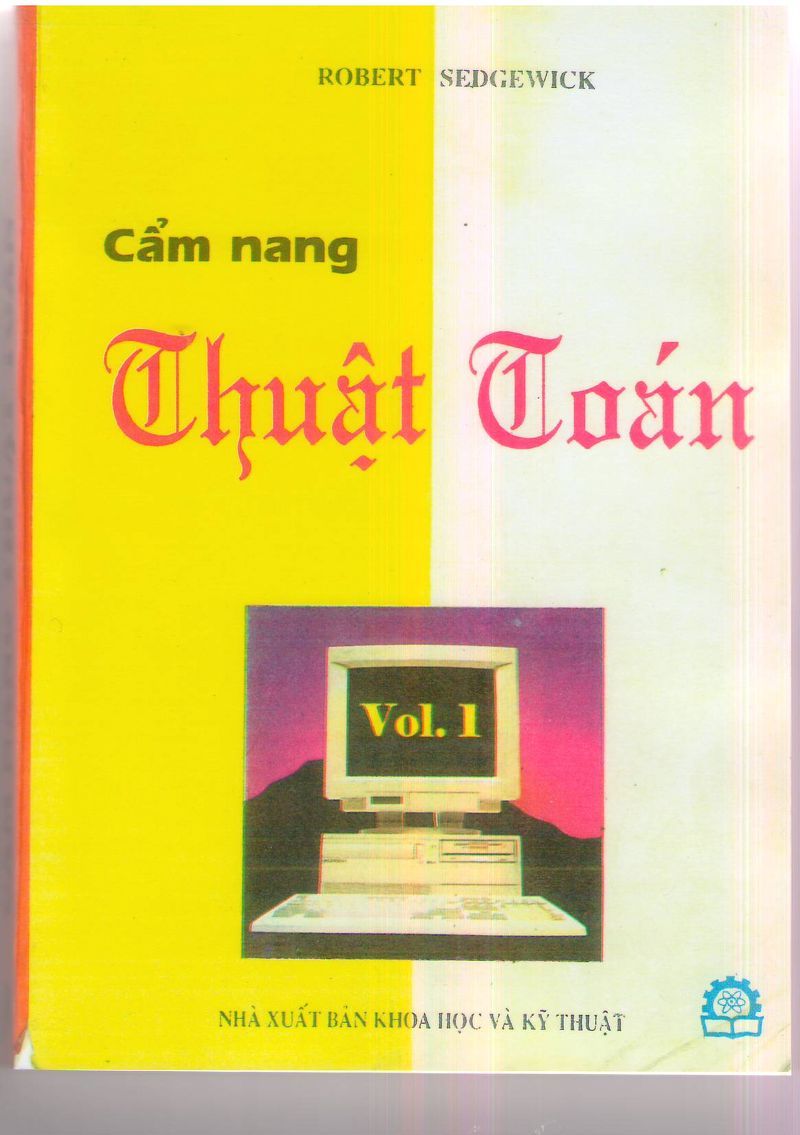 ROBERT SEDGEWICK
Cẩm nang
Thuật Toán
Vol. 1
NHÀ XUẤT BẢN KHOA HỌC VÀ KỸ THUẬT